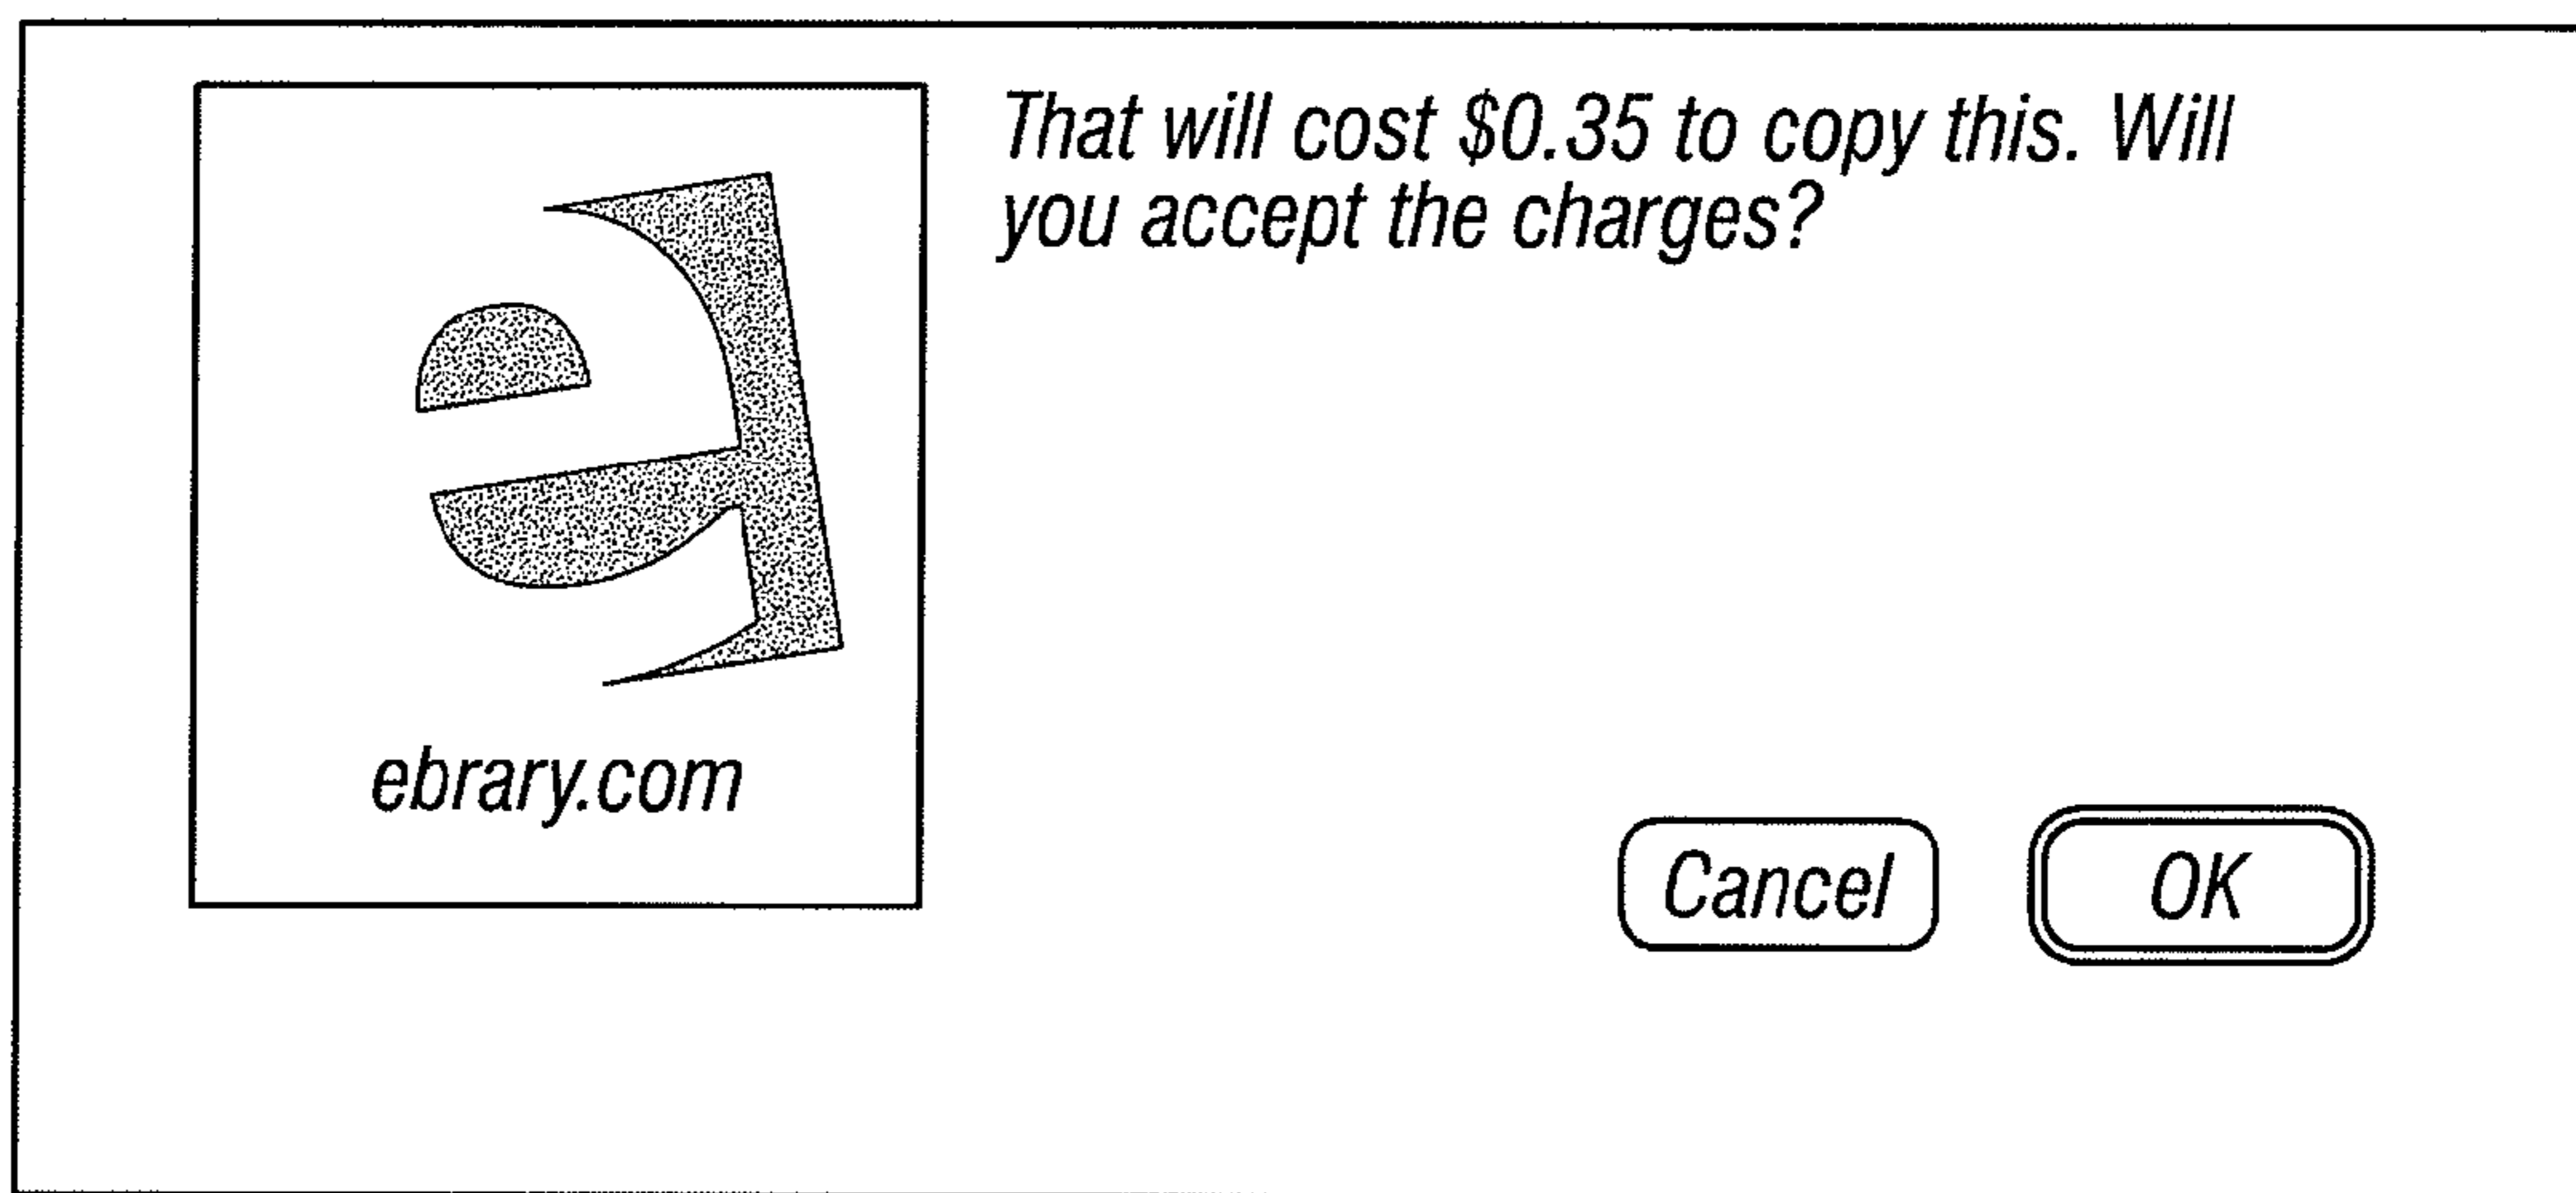 That will cost $0.35 to copy this. Will
you accept the charges?
ebrary.com
Cancel OK